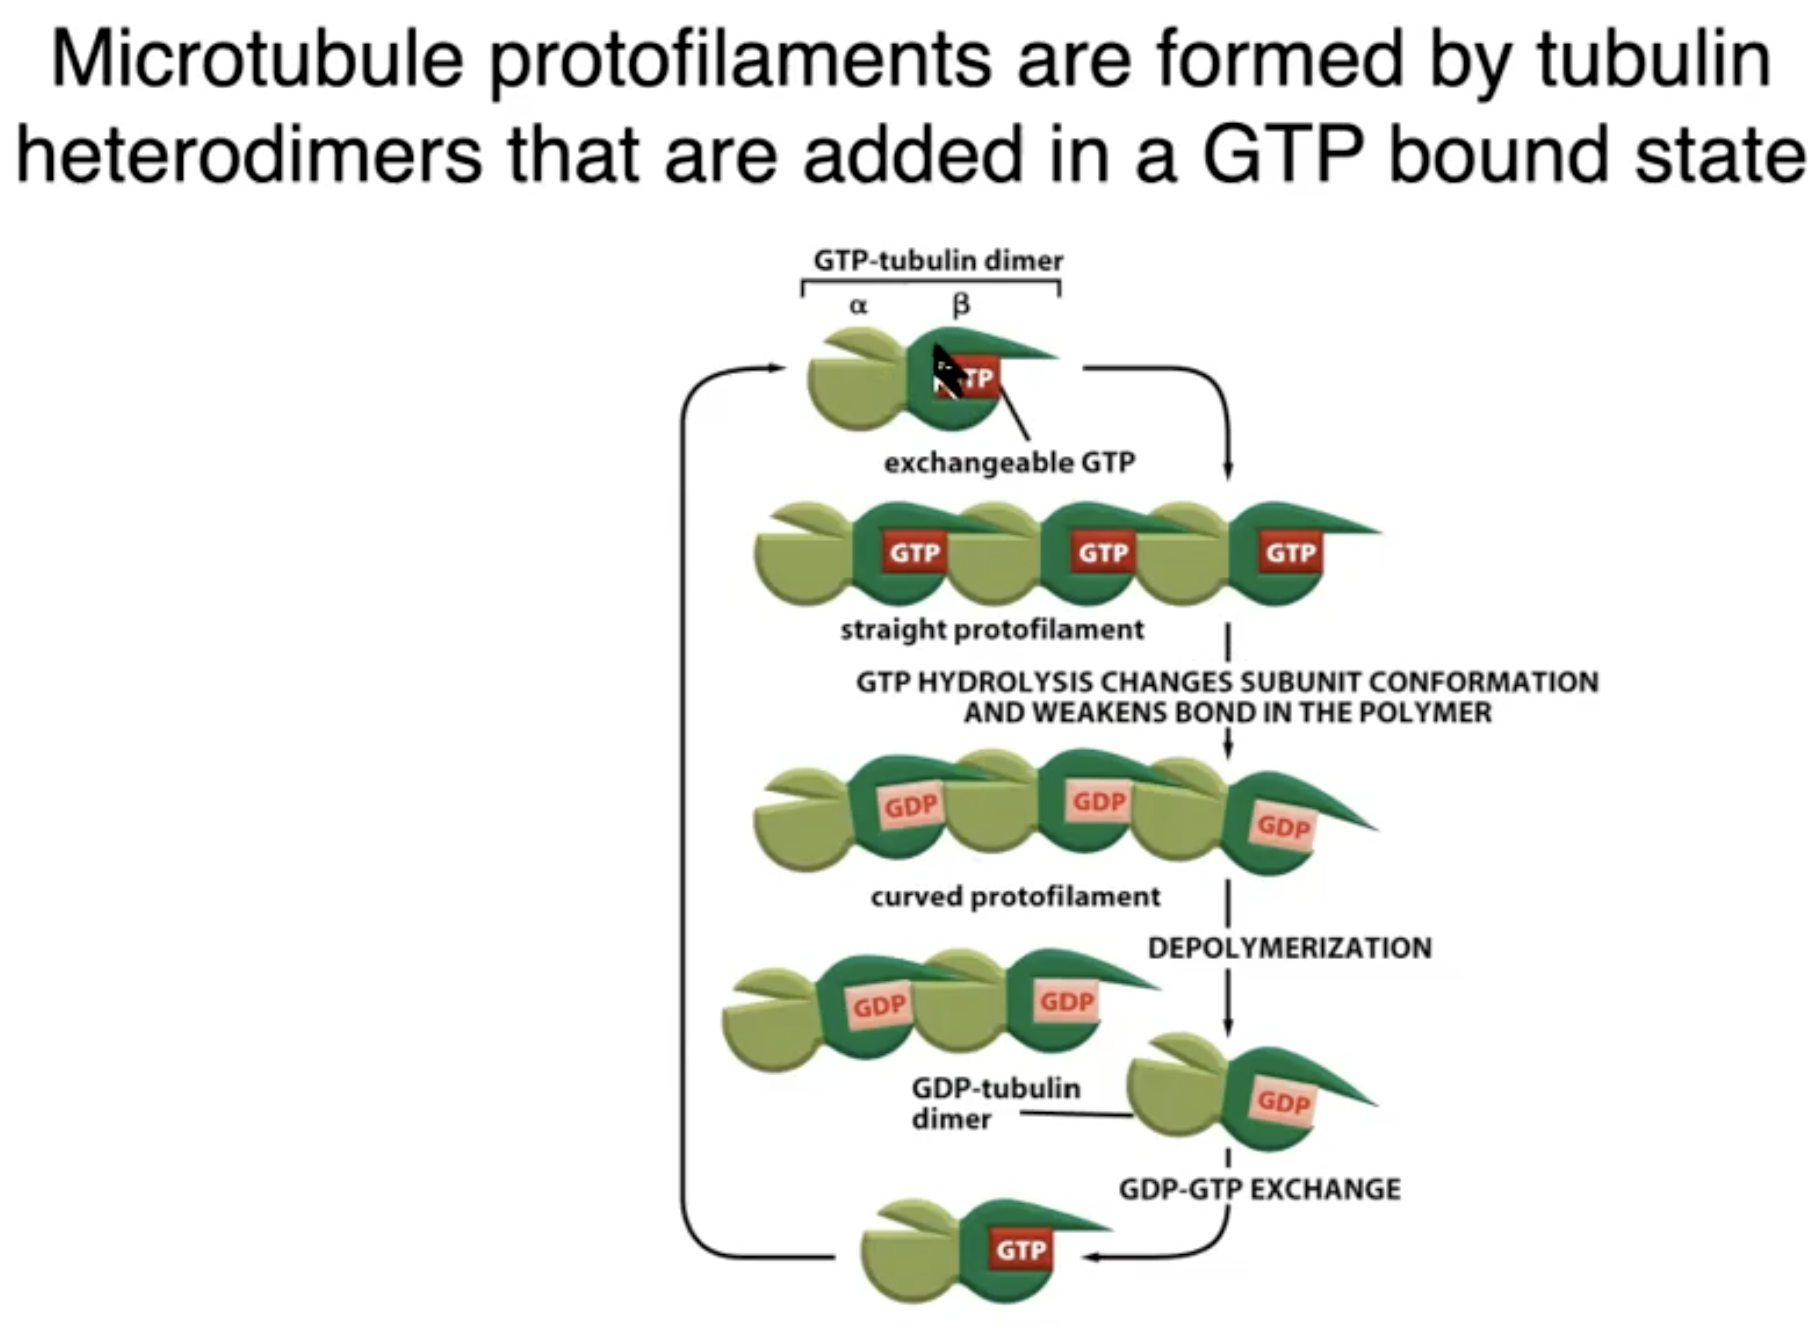 Microtubule protofilaments are formed by tubulin
heterodimers that are added in a GTP bound state
GTP-tubulin dimer
α β
TP
exchangeable GTP
GTP GTP GTP
straight protofilament
GTP HYDROLYSIS CHANGES SUBUNIT CONFORMATION
AND WEAKENS BOND IN THE POLYMER
GDP GDP GDP
curved protofilament
DEPOLYMERIZATION
GDP GDP
GDP-tubulin
dimer
GDP
GDP-GTP EXCHANGE
GTP